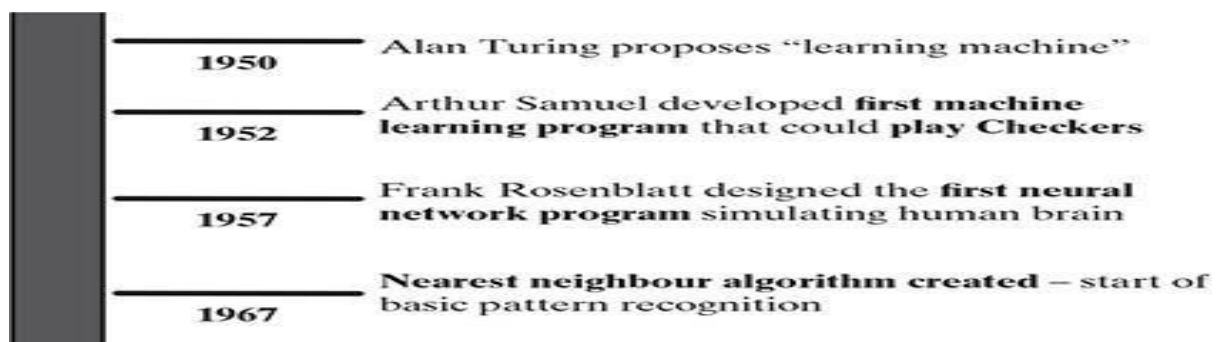 Alan Turing proposes “learning machine”
1950
Arthur Samuel developed first machine
learning program that could play Checkers
1952
Frank Rosenblatt designed the first neural
network program simulating human brain
1957
Nearest neighbour algorithm created – start of
basic pattern recognition
1967